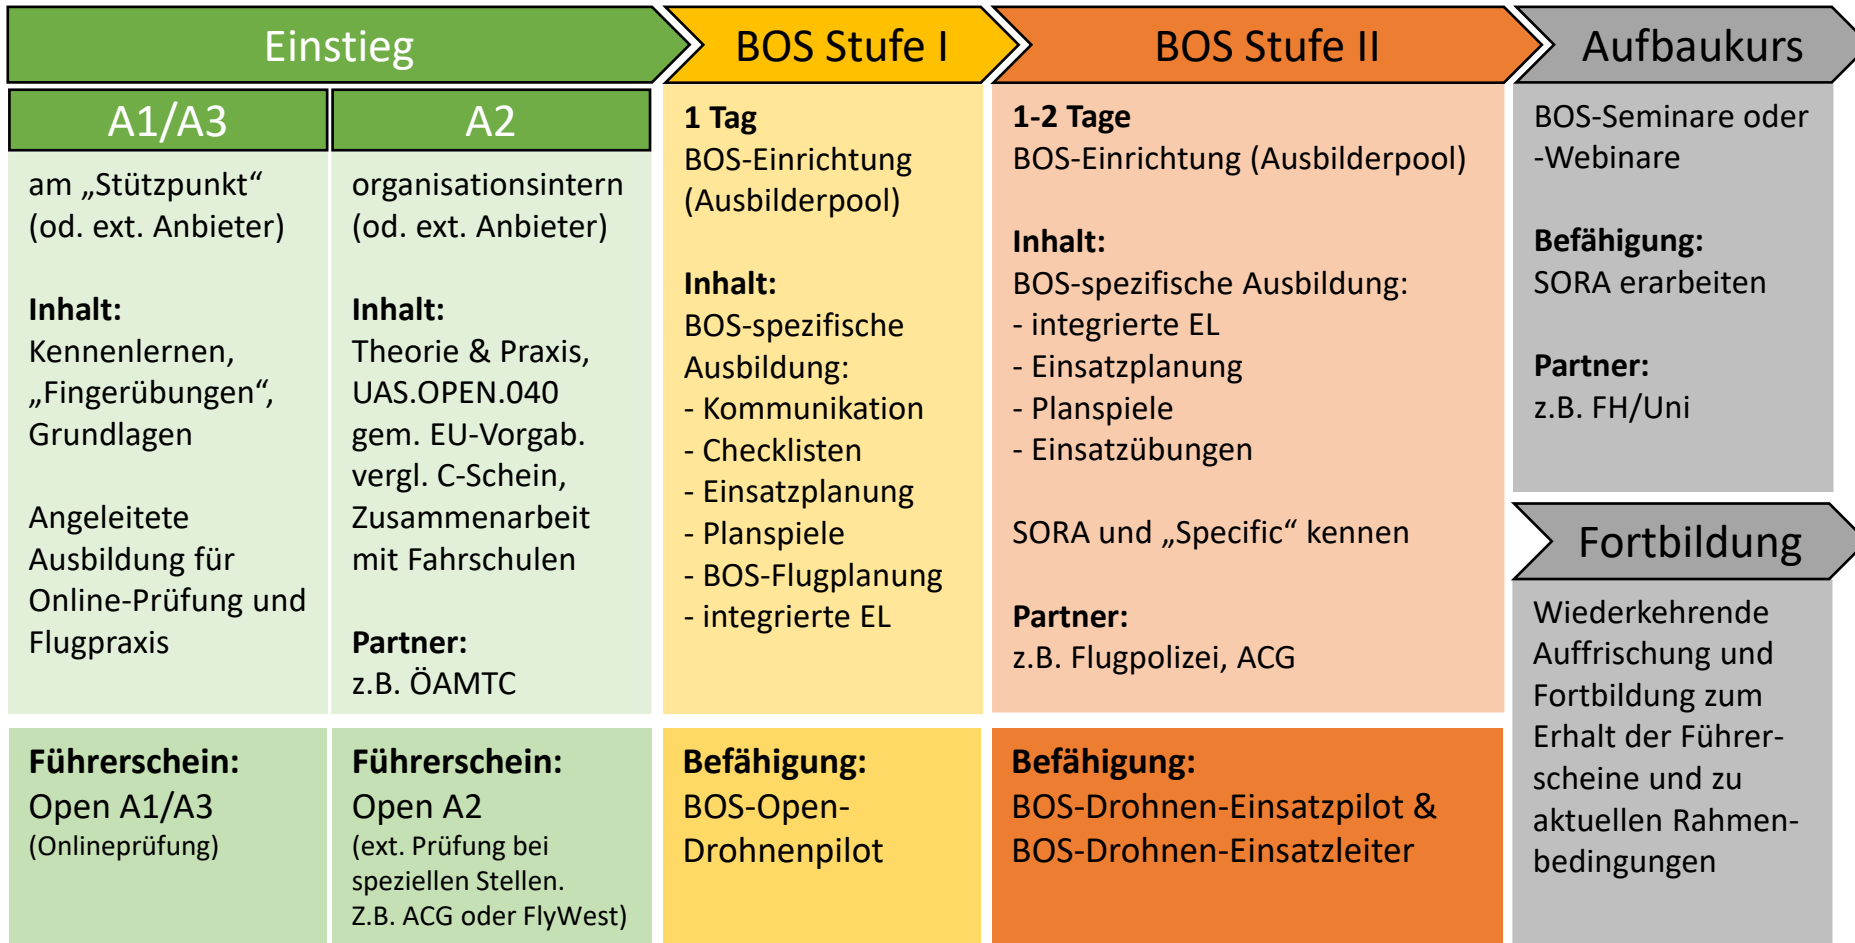 Einstieg
A1/A3
am „Stützpunkt“
(od. ext. Anbieter)
Inhalt:
Kennenlernen,
„Fingerübungen“,
Grundlagen
Angeleitete
Ausbildung für
Online-Prüfung und
Flugpraxis
Führerschein:
Open A1/A3
(Onlineprüfung)
A2
organisationsintern
(od. ext. Anbieter)
Inhalt:
Theorie & Praxis,
UAS.OPEN.040
gem. EU-Vorgab.
vergl. C-Schein,
Zusammenarbeit
mit Fahrschulen
Partner:
z.B. ÖAMTC
Führerschein:
Open A2
(ext. Prüfung bei
speziellen Stellen.
Z.B. ACG oder FlyWest)
BOS Stufe I
1 Tag
BOS-Einrichtung
(Ausbilderpool)
Inhalt:
BOS-spezifische
Ausbildung:
- Kommunikation
- Checklisten
- Einsatzplanung
- Planspiele
- BOS-Flugplanung
- integrierte EL
Befähigung:
BOS-Open-
Drohnenpilot
BOS Stufe II
1-2 Tage
BOS-Einrichtung (Ausbilderpool)
Inhalt:
BOS-spezifische Ausbildung:
- integrierte EL
- Einsatzplanung
- Planspiele
- Einsatzübungen
SORA und „Specific“ kennen
Partner:
z.B. Flugpolizei, ACG
Befähigung:
BOS-Drohnen-Einsatzpilot &
BOS-Drohnen-Einsatzleiter
Aufbaukurs
BOS-Seminare oder
-Webinare
Befähigung:
SORA erarbeiten
Partner:
z.B. FH/Uni
Fortbildung
Wiederkehrende
Auffrischung und
Fortbildung zum
Erhalt der Führer-
scheine und zu
aktuellen Rahmen-
bedingungen